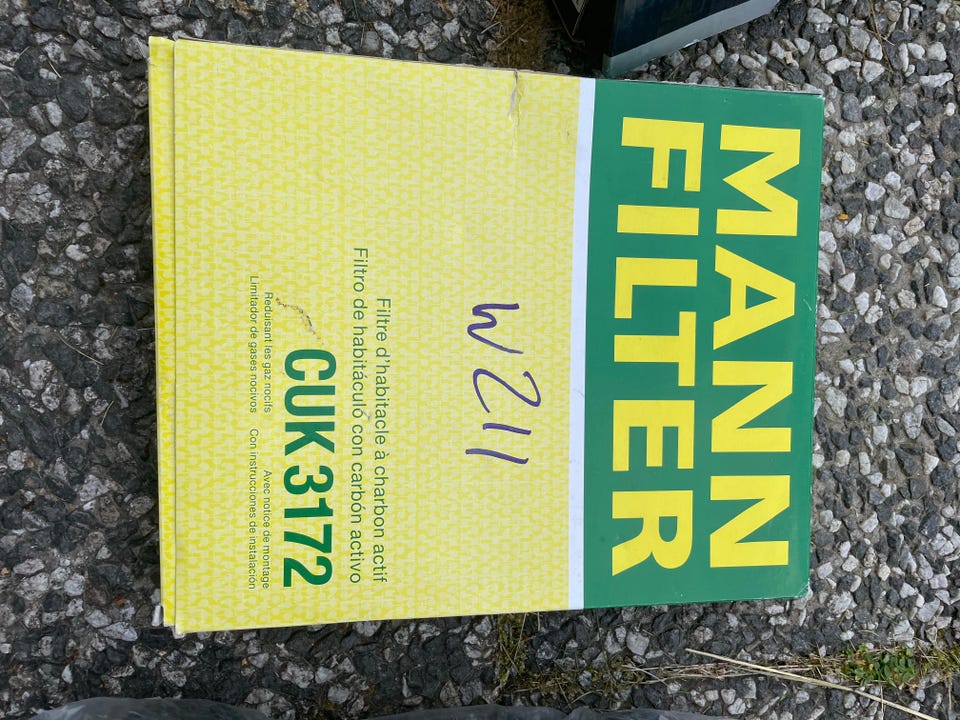 MANN
FILTER
W211
Filtre d'habitacle à charbon actif
Filtro de habitáculo con carbón activo
CUK 3172
Reduisant les gaz nocifs Avec notice de montage
Limitador de gases nocivos Con instrucciones de instalación